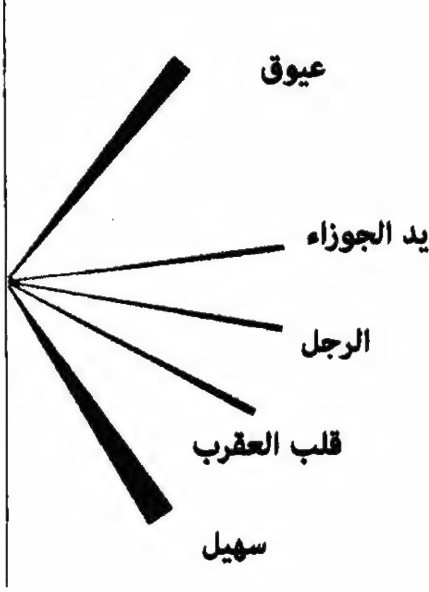 عيوق
يد الجوزاء
الرجل
قلب العقرب
سهيل